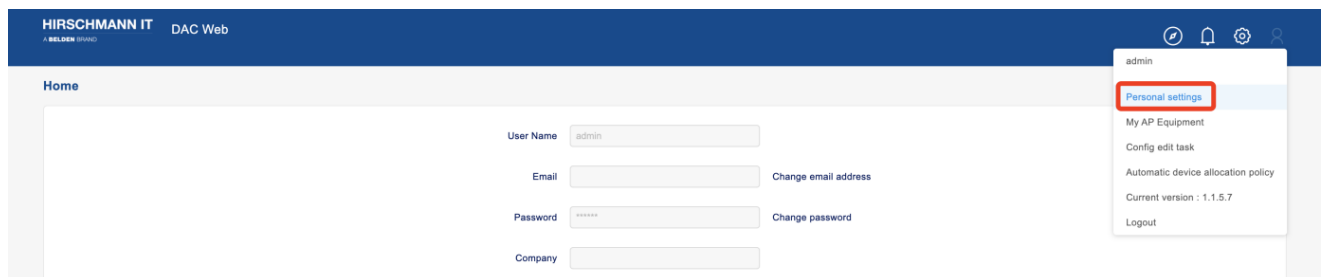 HIRSCHMANN IT
A BELDEN BRAND
DAC Web
admin
Personal settings
My AP Equipment
Config edit task
Automatic device allocation policy
Current version : 1.1.5.7
Logout
Home
User Name admin
Email Change email address
Password ****** Change password
Company